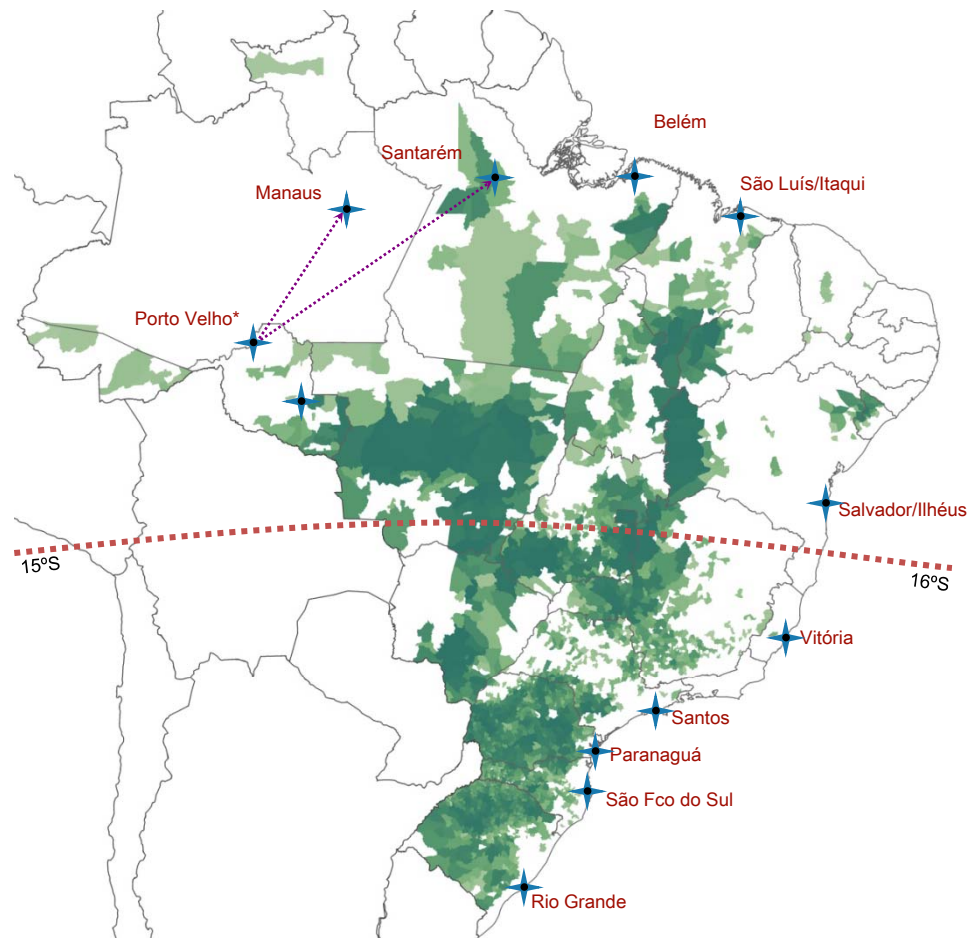 Belém
Santarém
Manaus
São Luís/Itaqui
Porto Velho*
Salvador/Ilhéus
15ºS
16ºS
Vitória
Santos
Paranaguá
São Fco do Sul
Rio Grande